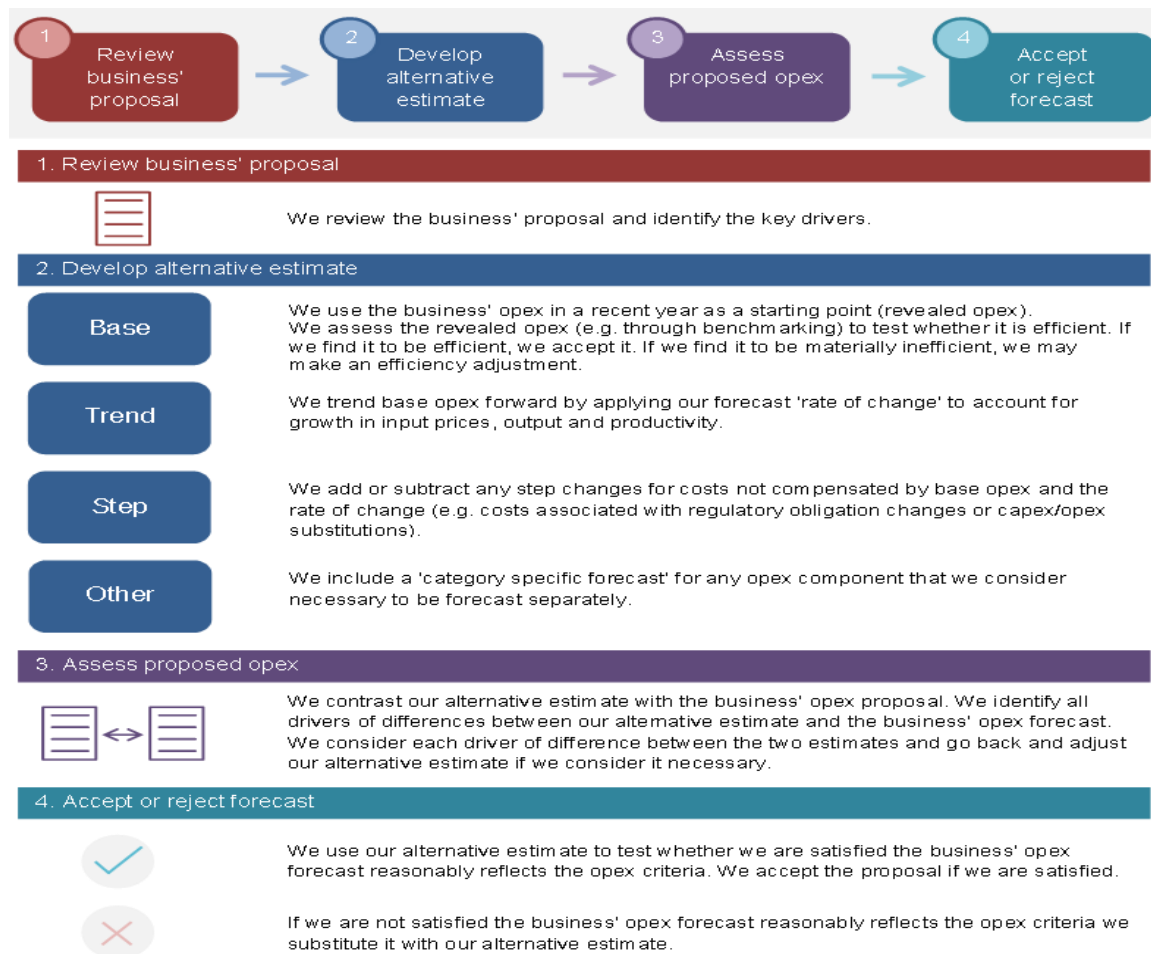 1
Review
business'
proposal
2
Develop
alternative
estimate
3
Assess
proposed opex
4
Accept
or reject
forecast
1. Review business' proposal
We review the business' proposal and identify the key drivers.
2. Develop alternative estimate
Base
We use the business' opex in a recent year as a starting point (revealed opex).
We assess the revealed opex (e.g. through benchmarking) to test whether it is efficient. If
we find it to be efficient, we accept it. If we find it to be materially inefficient, we may
make an efficiency adjustment.
Trend
We trend base opex forward by applying our forecast 'rate of change' to account for
growth in input prices, output and productivity.
Step
We add or subtract any step changes for costs not compensated by base opex and the
rate of change (e.g. costs associated with regulatory obligation changes or capex/opex
substitutions).
Other
We include a 'category specific forecast' for any opex component that we consider
necessary to be forecast separately.
3. Assess proposed opex
We contrast our alternative estimate with the business' opex proposal. We identify all
drivers of differences between our alternative estimate and the business' opex forecast.
We consider each driver of difference between the two estimates and go back and adjust
our alternative estimate if we consider it necessary.
4. Accept or reject forecast
We use our alternative estimate to test whether we are satisfied the business' opex
forecast reasonably reflects the opex criteria. We accept the proposal if we are satisfied.
If we are not satisfied the business' opex forecast reasonably reflects the opex criteria we
substitute it with our alternative estimate.